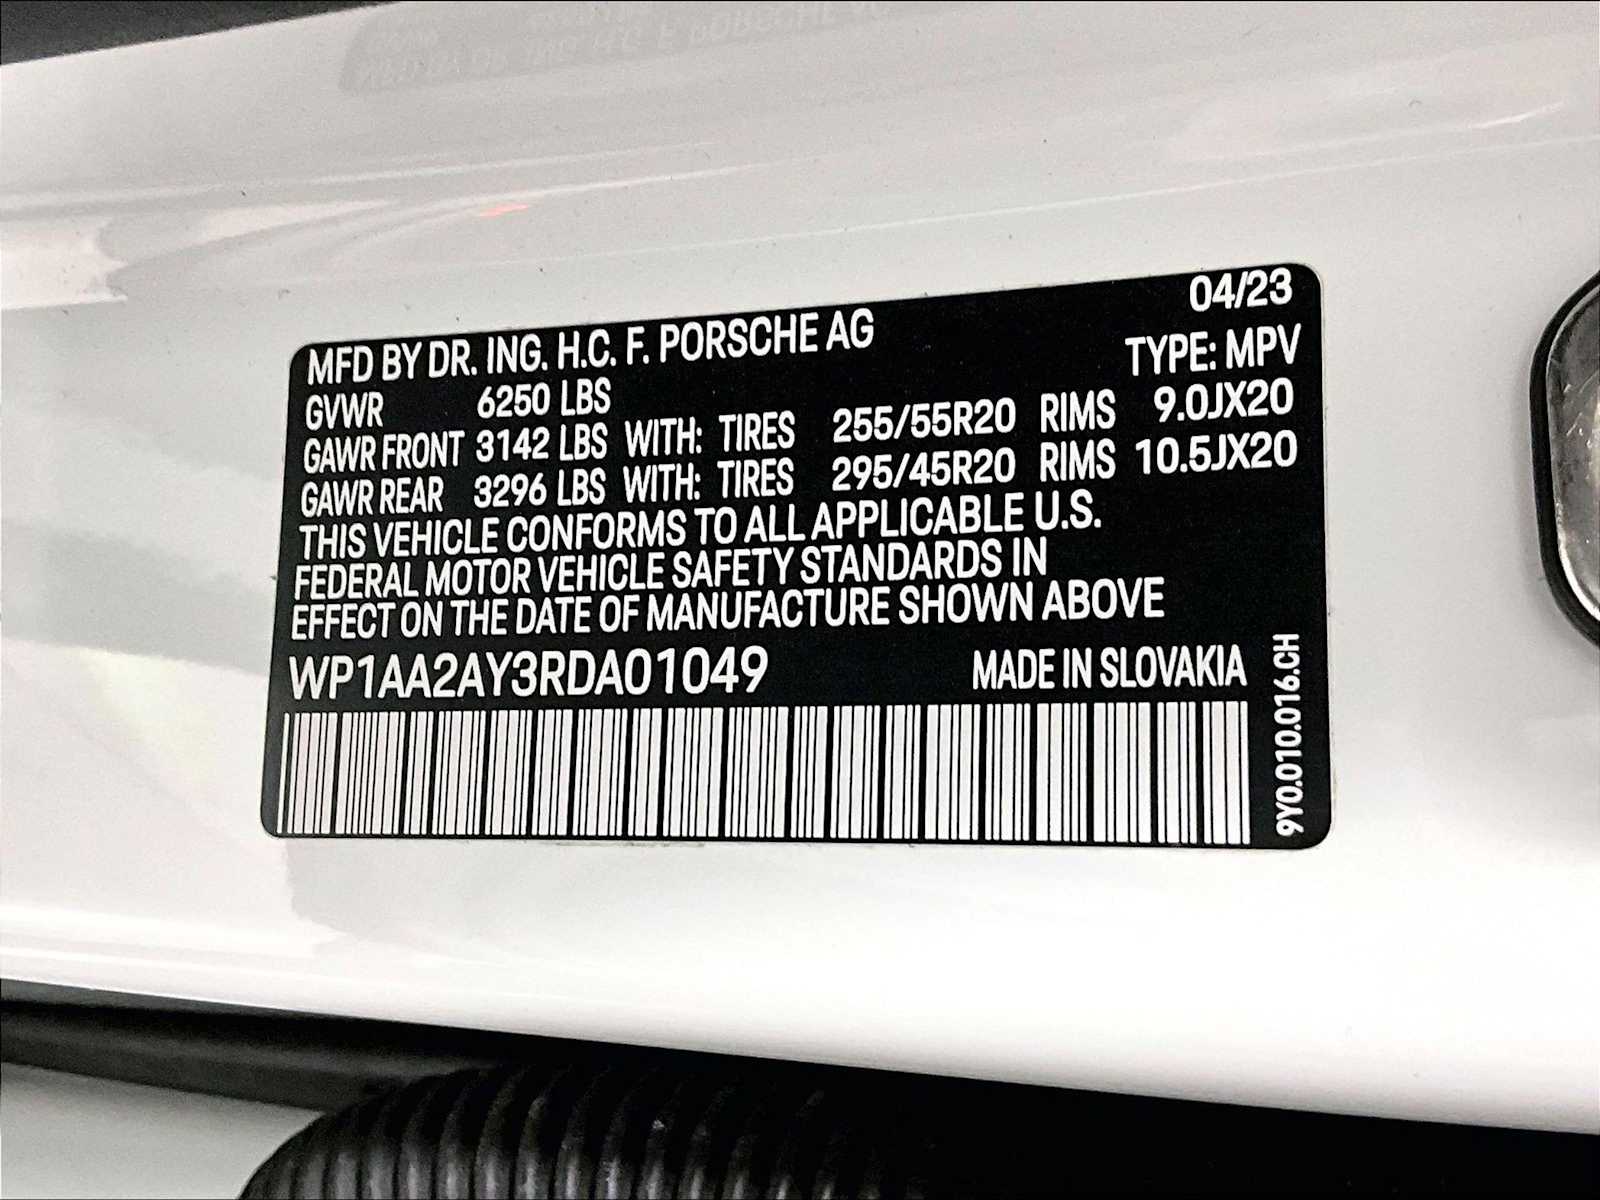 04/23
MFD BY DR. ING. H.C. F. PORSCHE AG TYPE: MPV
GVWR 6250 LBS
GAWR FRONT 3142 LBS WITH: TIRES 255/55R20 RIMS 9.0JX20
GAWR REAR 3296 LBS WITH: TIRES 295/45R20 RIMS 10.5JX20
THIS VEHICLE CONFORMS TO ALL APPLICABLE U.S.
FEDERAL MOTOR VEHICLE SAFETY STANDARDS IN
EFFECT ON THE DATE OF MANUFACTURE SHOWN ABOVE
WP1AA2AY3RDA01049 MADE IN SLOVAKIA
9Y0.010.016.CH